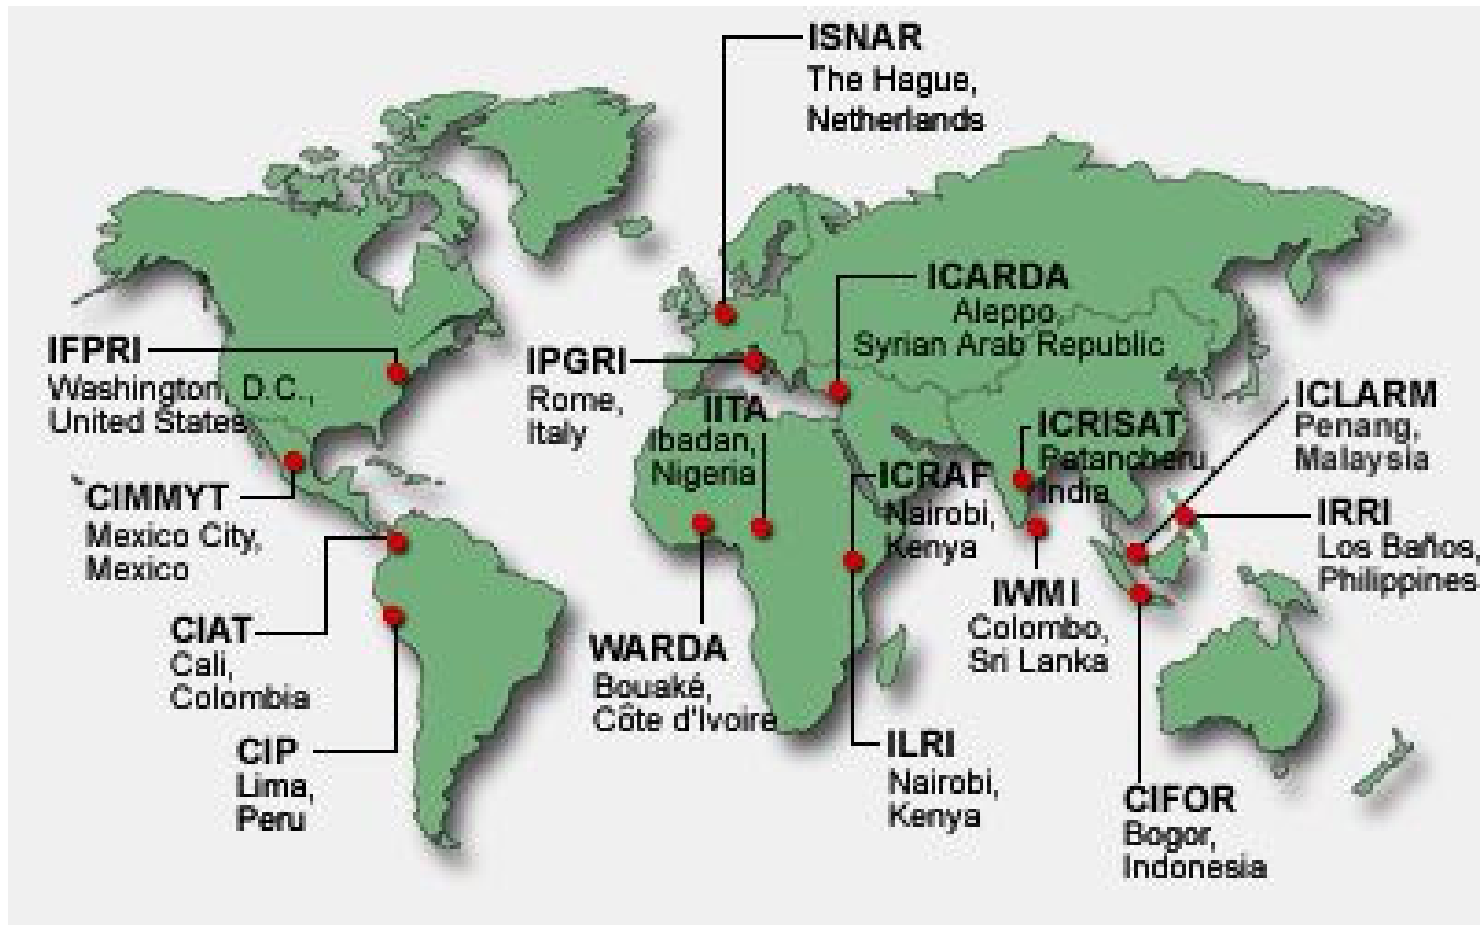 ISNAR
The Hague,
Netherlands
ICARDA
Aleppo,
Syrian Arab Republic
IFPRI
Washington, D.C.,
United States
IPGRI
Rome,
Italy
IITA
Ibadan,
Nigeria
ICLARM
Penang,
Malaysia
ICRISAT
Patancheru,
India
CIMMYT
Mexico City,
Mexico
ICRAF
Nairobi,
Kenya
IRRI
Los Baños,
Philippines
IWMI
Colombo,
Sri Lanka
CIAT
Cali,
Colombia
WARDA
Bouaké,
Côte d'Ivoire
CIP
Lima,
Peru
ILRI
Nairobi,
Kenya
CIFOR
Bogor,
Indonesia